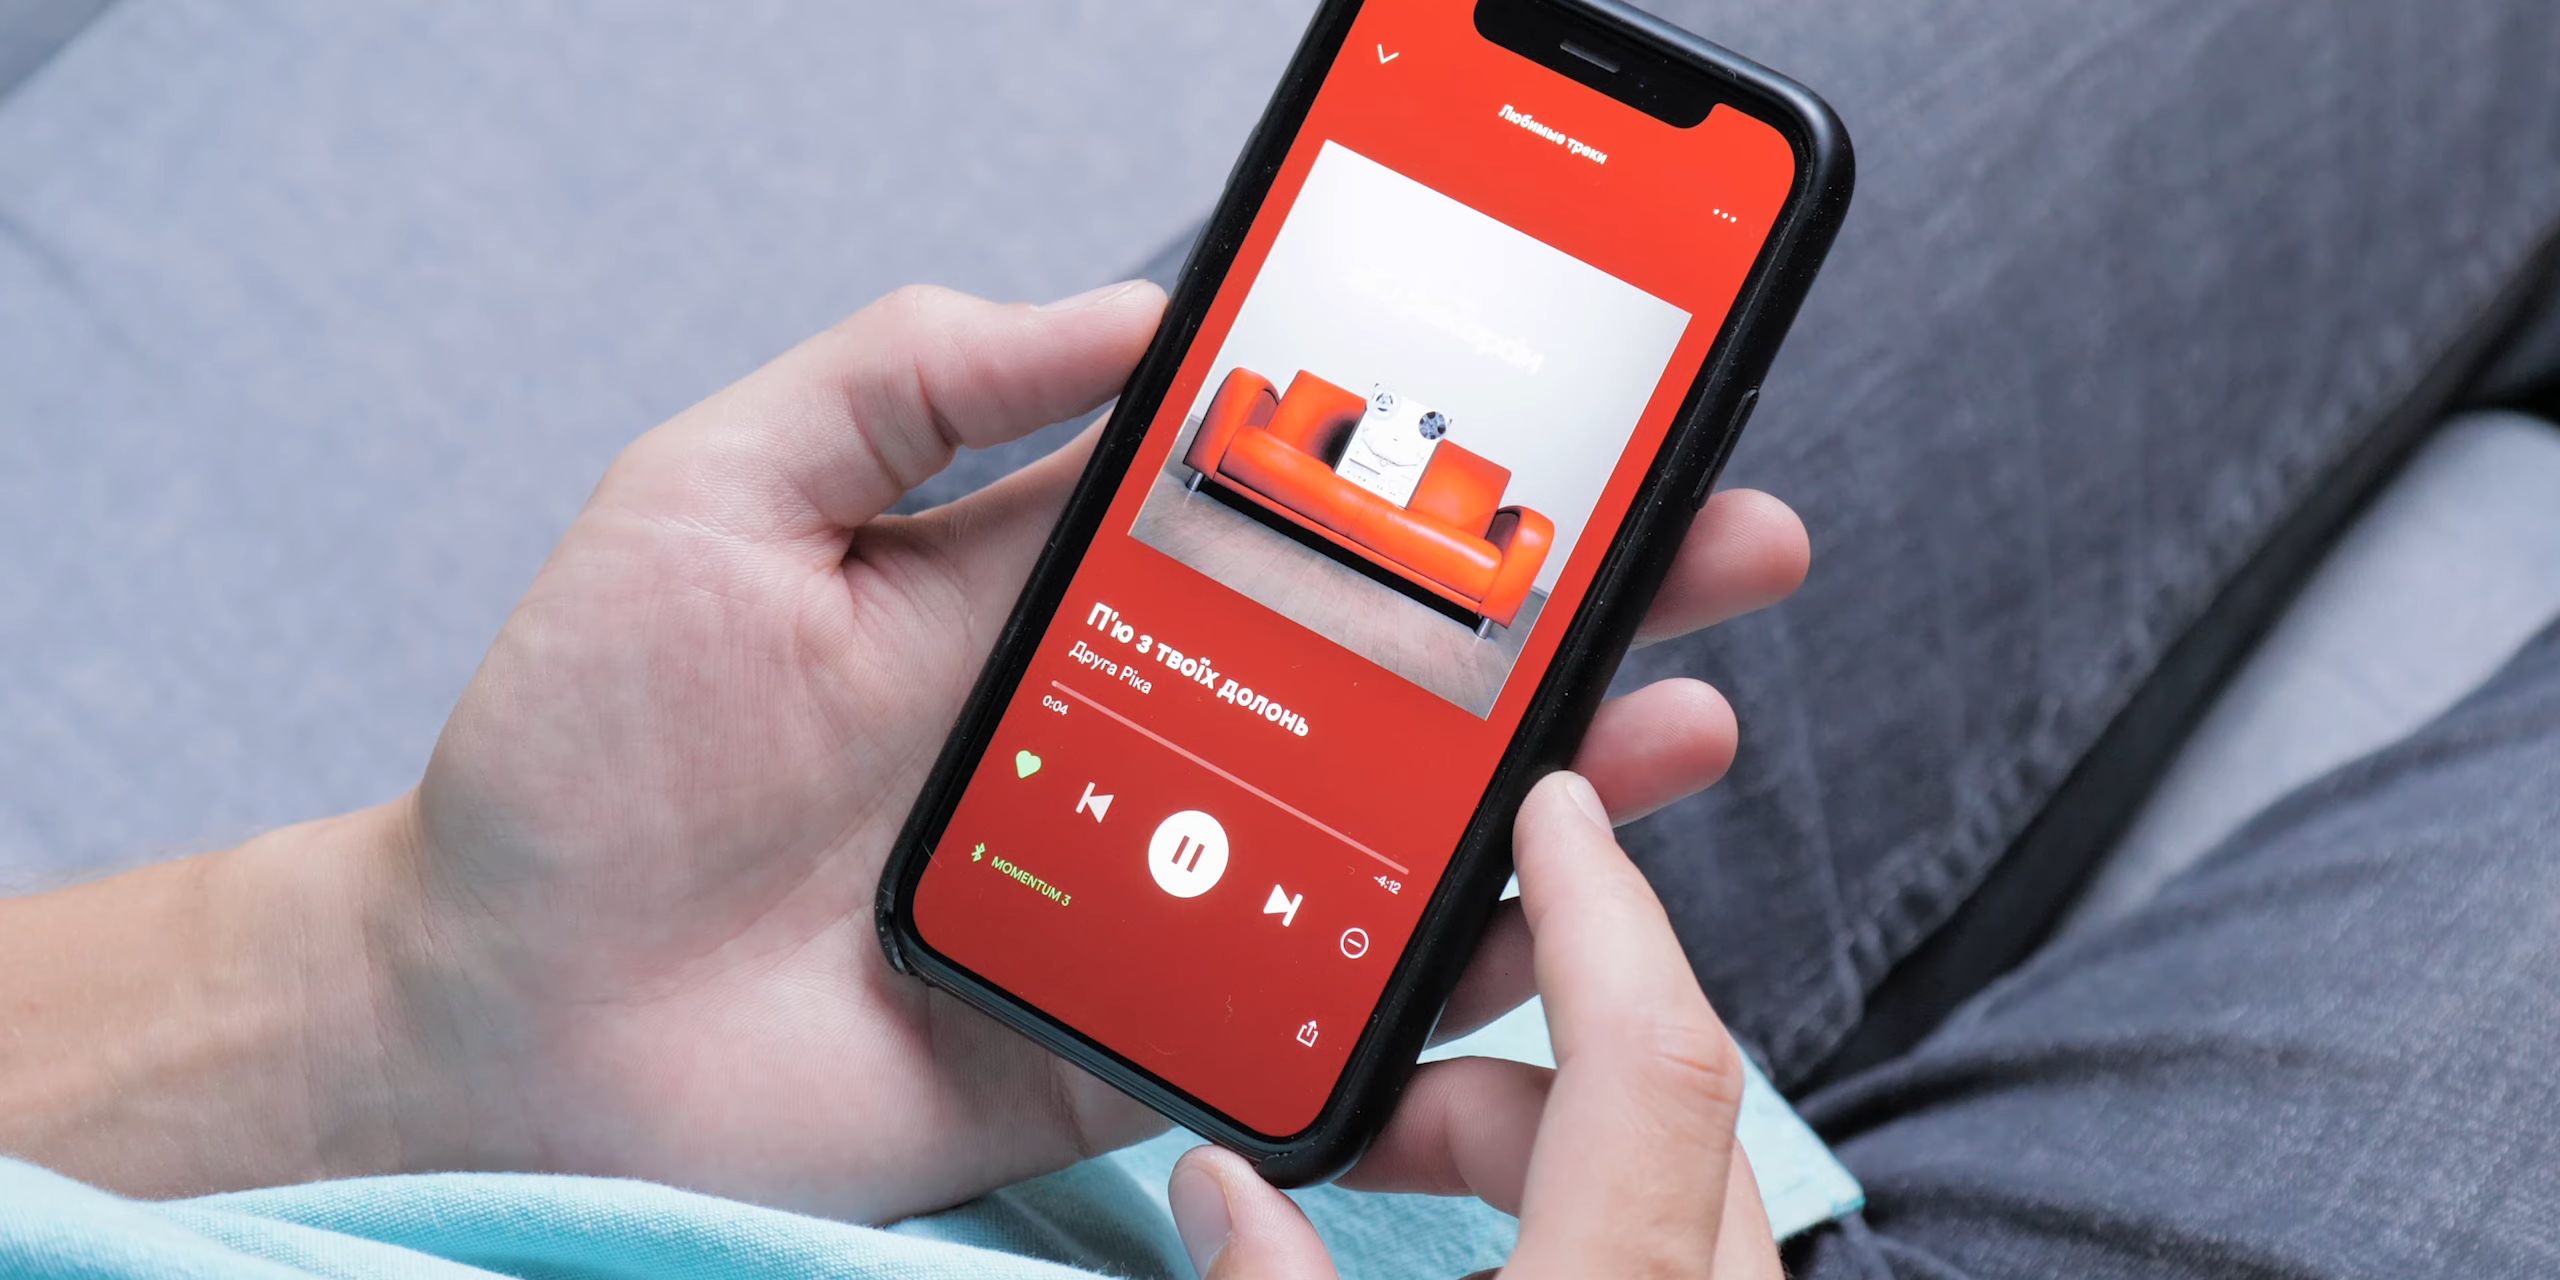 Любимые треки
П'ю з твоїх долонь
Друга Ріка
0:04
-4:12
MOMENTUM 3